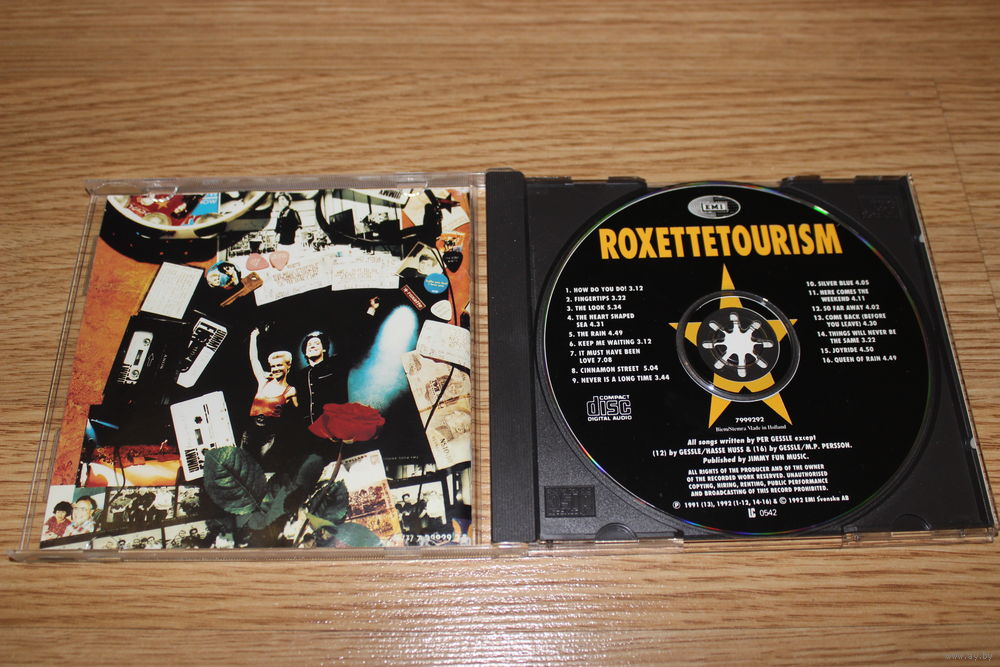 EMI
ROXETTETOURISM
1. HOW DO YOU DO! 3.12
2. FINGERTIPS 3.22
3. THE LOOK 5.34
4. THE HEART SHAPED
SEA 4.31
5. THE RAIN 4.49
6. KEEP ME WAITING 3.12
7. IT MUST HAVE BEEN
LOVE 7.08
8. CINNAMON STREET 5.04
9. NEVER IS A LONG TIME 3.44
10. SILVER BLUE 4.05
11. HERE COMES THE
WEEKEND 4.11
12. SO FAR AWAY 4.02
13. COME BACK (BEFORE
YOU LEAVE) 4.30
14. THINGS WILL NEVER BE
THE SAME 3.22
15. JOYRIDE 4.50
16. QUEEN OF RAIN 4.49
COMPACT
disc
DIGITAL AUDIO
7999292
Biem/Stemra Made in Holland
All songs written by PER GESSLE except
(12) by GESSLE/HASSE HUSS & (16) by GESSLE/M.P. PERSSON.
Published by JIMMY FUN MUSIC.
ALL RIGHTS OF THE PRODUCER AND OF THE OWNER
OF THE RECORDED WORK RESERVED. UNAUTHORISED
COPYING, HIRING, RENTING, PUBLIC PERFORMANCE
AND BROADCASTING OF THIS RECORD PROHIBITED.
℗ 1991 (13), 1992 (1-12, 14-16) & © 1992 EMI Svenska AB
LC 0542
www.ay.by